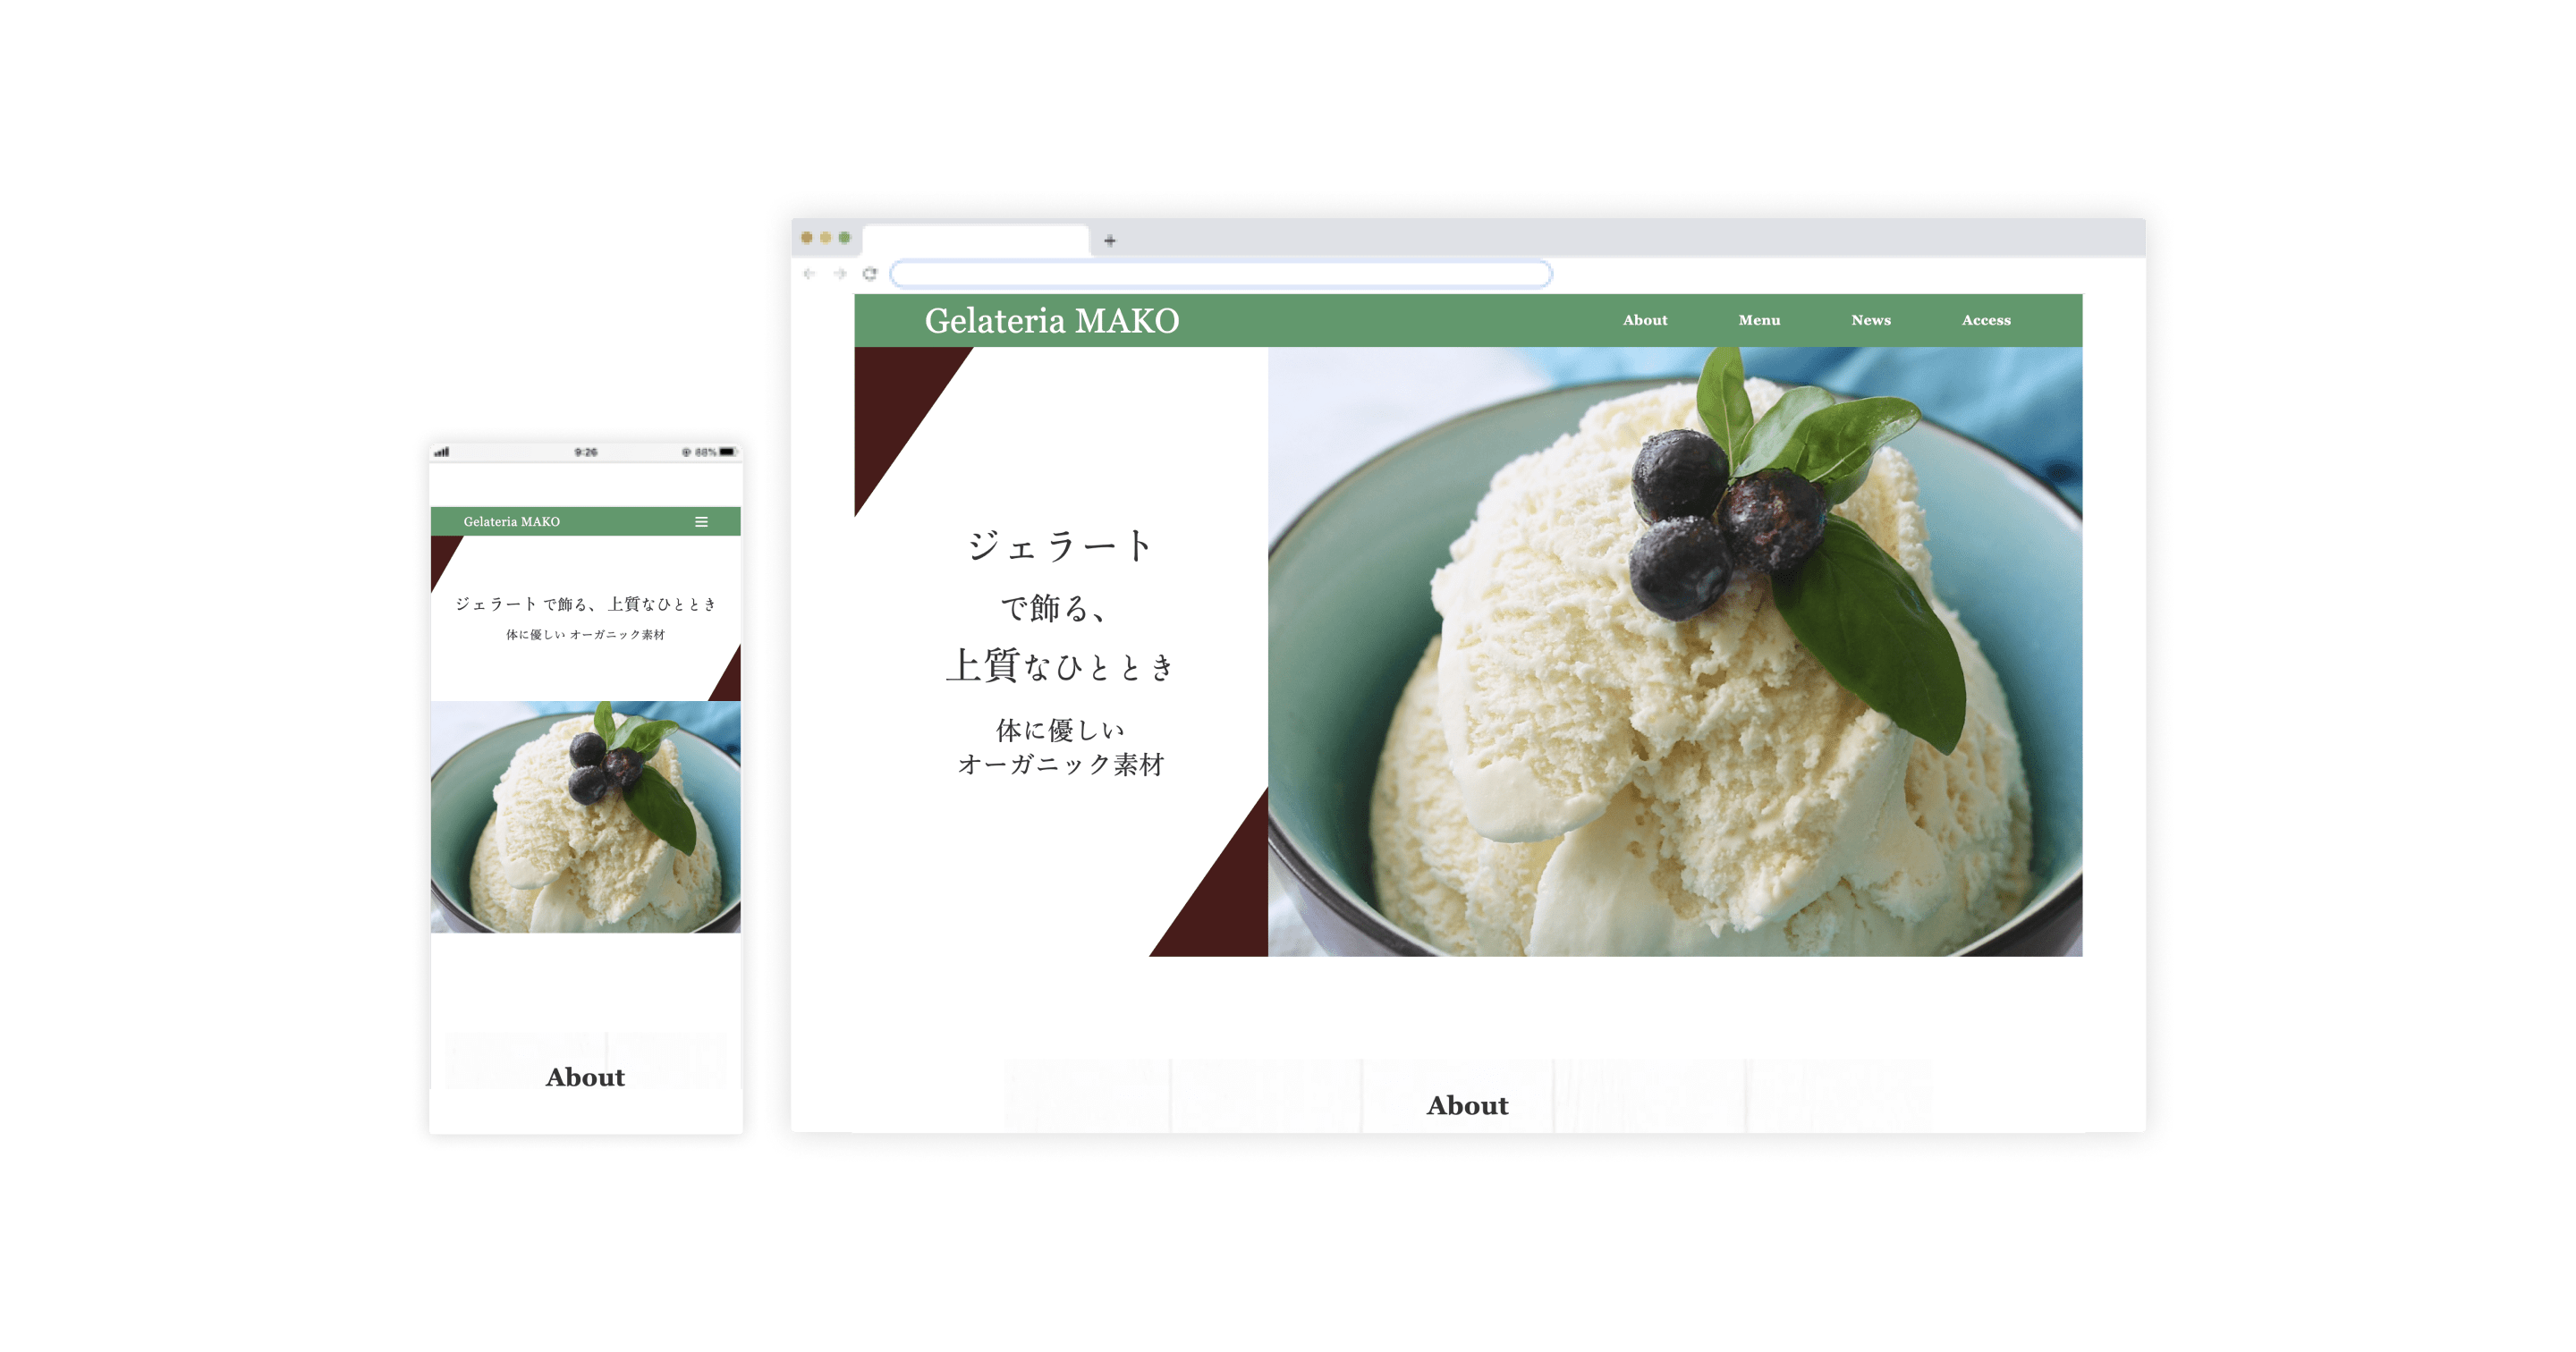 9:26
88%
Gelateria MAKO
ジェラート で飾る、 上質なひととき
体に優しい オーガニック素材
About
Gelateria MAKO
About Menu News Access
ジェラート
で飾る、
上質なひととき
体に優しい
オーガニック素材
About